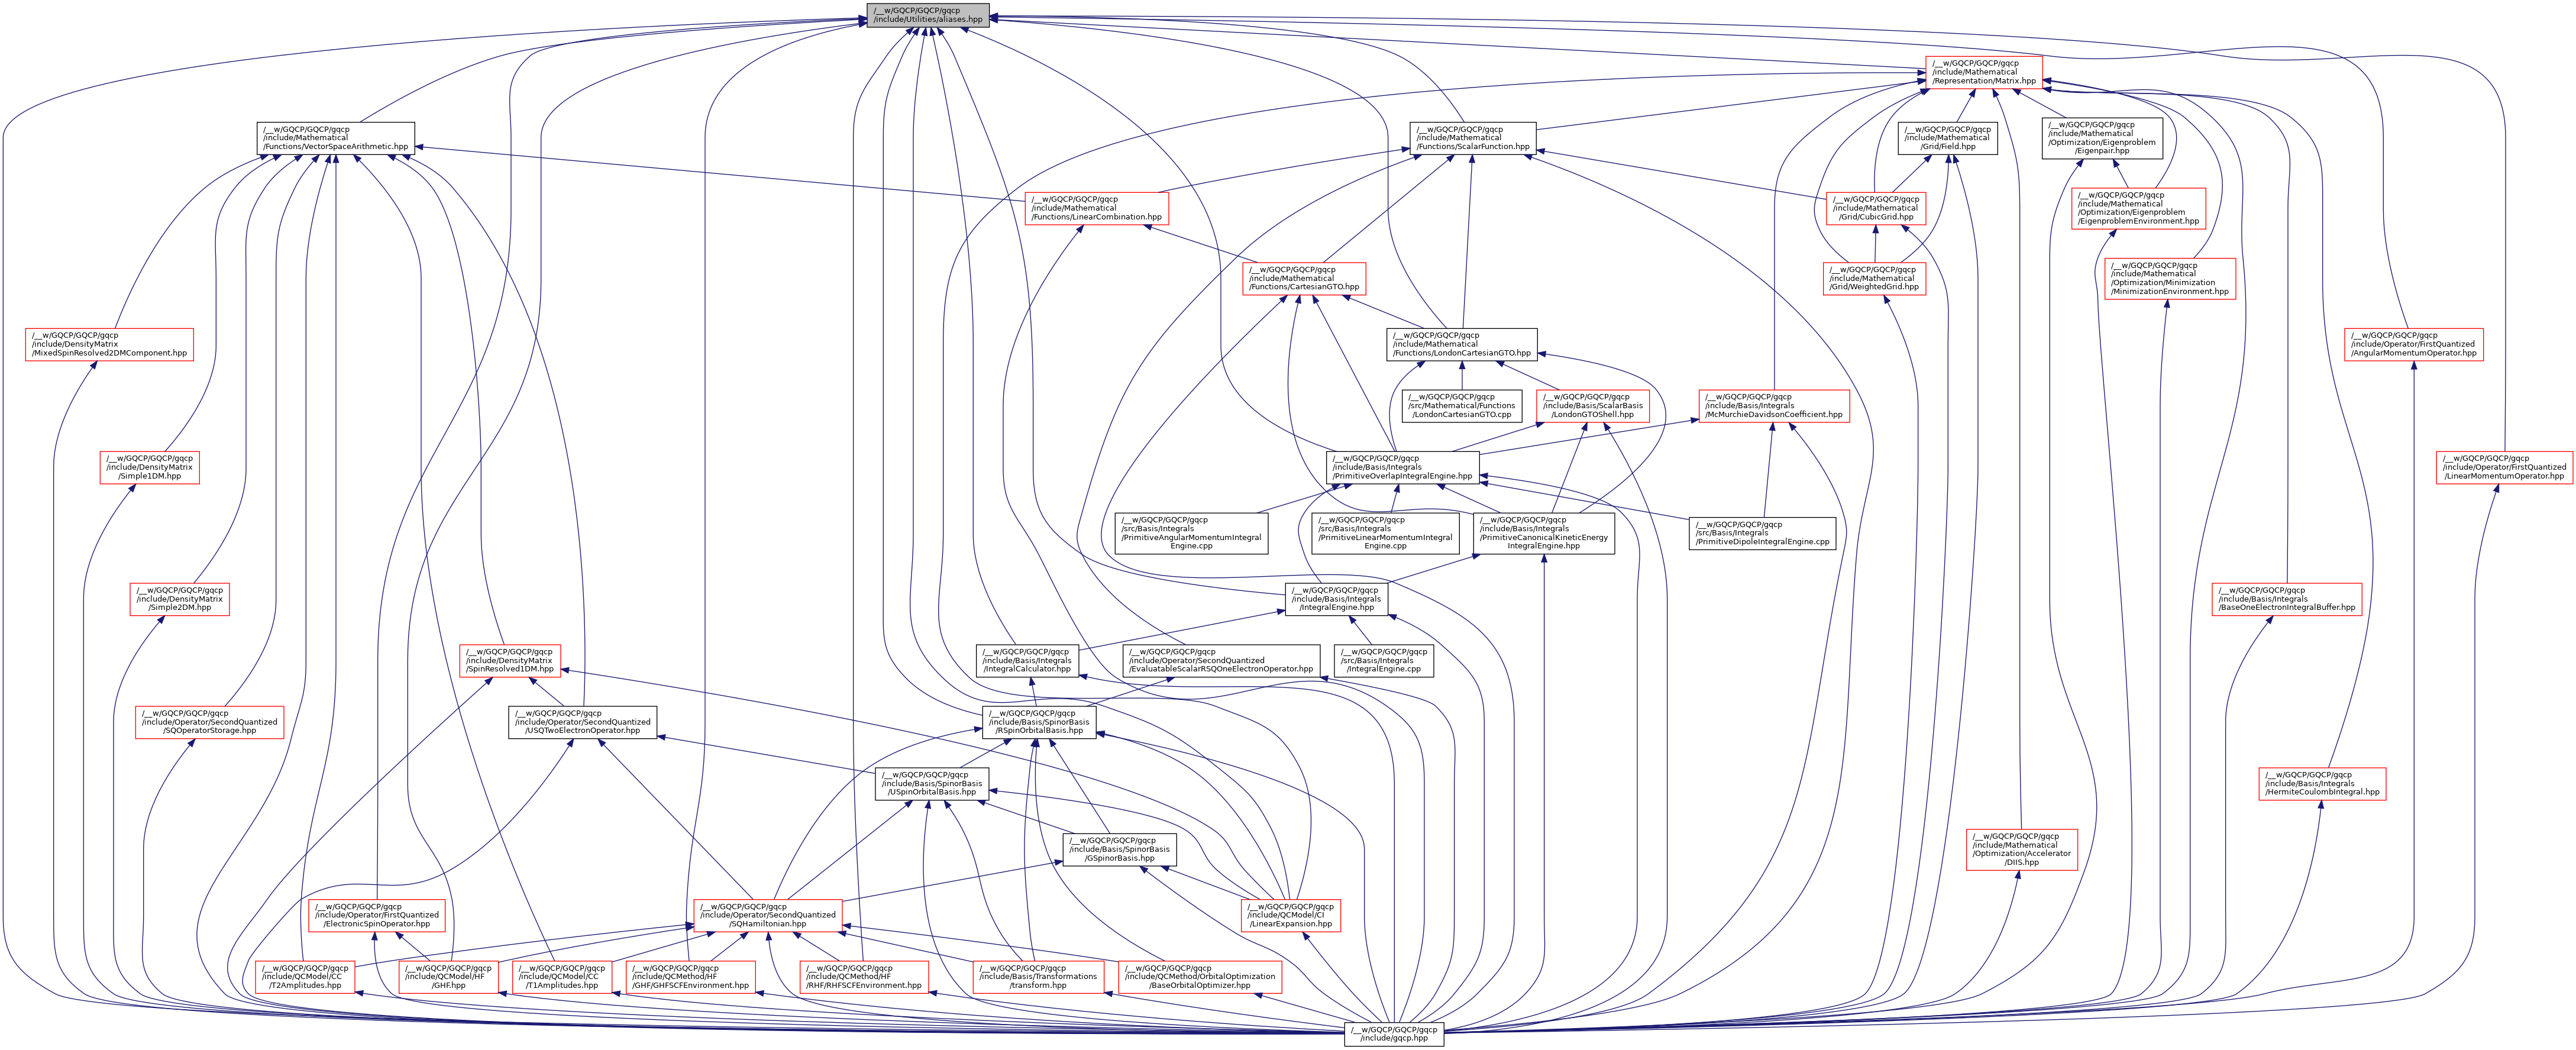 /__w/GQCP/GQCP/gqcp
/include/Utilities/aliases.hpp
/__w/GQCP/GQCP/gqcp
/include/Mathematical
/Representation/Matrix.hpp
/__w/GQCP/GQCP/gqcp
/include/Mathematical
/Functions/VectorSpaceArithmetic.hpp
/__w/GQCP/GQCP/gqcp
/include/Mathematical
/Functions/ScalarFunction.hpp
/__w/GQCP/GQCP/gqcp
/include/Mathematical
/Grid/Field.hpp
/__w/GQCP/GQCP/gqcp
/include/Mathematical
/Optimization/Eigenproblem
/Eigenpair.hpp
/__w/GQCP/GQCP/gqcp
/include/Mathematical
/Functions/LinearCombination.hpp
/__w/GQCP/GQCP/gqcp
/include/Mathematical
/Grid/CubicGrid.hpp
/__w/GQCP/GQCP/gqcp
/include/Mathematical
/Optimization/Eigenproblem
/EigenproblemEnvironment.hpp
/__w/GQCP/GQCP/gqcp
/include/Mathematical
/Functions/CartesianGTO.hpp
/__w/GQCP/GQCP/gqcp
/include/Mathematical
/Grid/WeightedGrid.hpp
/__w/GQCP/GQCP/gqcp
/include/Mathematical
/Optimization/Minimization
/MinimizationEnvironment.hpp
/__w/GQCP/GQCP/gqcp
/include/DensityMatrix
/MixedSpinResolved2DMComponent.hpp
/__w/GQCP/GQCP/gqcp
/include/Mathematical
/Functions/LondonCartesianGTO.hpp
/__w/GQCP/GQCP/gqcp
/include/Operator/FirstQuantized
/AngularMomentumOperator.hpp
/__w/GQCP/GQCP/gqcp
/src/Mathematical/Functions
/LondonCartesianGTO.cpp
/__w/GQCP/GQCP/gqcp
/include/Basis/ScalarBasis
/LondonGTOShell.hpp
/__w/GQCP/GQCP/gqcp
/include/Basis/Integrals
/McMurchieDavidsonCoefficient.hpp
/__w/GQCP/GQCP/gqcp
/include/DensityMatrix
/Simple1DM.hpp
/__w/GQCP/GQCP/gqcp
/include/Basis/Integrals
/PrimitiveOverlapIntegralEngine.hpp
/__w/GQCP/GQCP/gqcp
/include/Operator/FirstQuantized
/LinearMomentumOperator.hpp
/__w/GQCP/GQCP/gqcp
/src/Basis/Integrals
/PrimitiveAngularMomentumIntegral
Engine.cpp
/__w/GQCP/GQCP/gqcp
/src/Basis/Integrals
/PrimitiveLinearMomentumIntegral
Engine.cpp
/__w/GQCP/GQCP/gqcp
/include/Basis/Integrals
/PrimitiveCanonicalKineticEnergy
IntegralEngine.hpp
/__w/GQCP/GQCP/gqcp
/src/Basis/Integrals
/PrimitiveDipoleIntegralEngine.cpp
/__w/GQCP/GQCP/gqcp
/include/DensityMatrix
/Simple2DM.hpp
/__w/GQCP/GQCP/gqcp
/include/Basis/Integrals
/IntegralEngine.hpp
/__w/GQCP/GQCP/gqcp
/include/Basis/Integrals
/BaseOneElectronIntegralBuffer.hpp
/__w/GQCP/GQCP/gqcp
/include/DensityMatrix
/SpinResolved1DM.hpp
/__w/GQCP/GQCP/gqcp
/include/Basis/Integrals
/IntegralCalculator.hpp
/__w/GQCP/GQCP/gqcp
/include/Operator/SecondQuantized
/EvaluatableScalarRSQOneElectronOperator.hpp
/__w/GQCP/GQCP/gqcp
/src/Basis/Integrals
/IntegralEngine.cpp
/__w/GQCP/GQCP/gqcp
/include/Operator/SecondQuantized
/SQOperatorStorage.hpp
/__w/GQCP/GQCP/gqcp
/include/Operator/SecondQuantized
/USQTwoElectronOperator.hpp
/__w/GQCP/GQCP/gqcp
/include/Basis/SpinorBasis
/RSpinOrbitalBasis.hpp
/__w/GQCP/GQCP/gqcp
/include/Basis/SpinorBasis
/USpinOrbitalBasis.hpp
/__w/GQCP/GQCP/gqcp
/include/Basis/Integrals
/HermiteCoulombIntegral.hpp
/__w/GQCP/GQCP/gqcp
/include/Basis/SpinorBasis
/GSpinorBasis.hpp
/__w/GQCP/GQCP/gqcp
/include/Mathematical
/Optimization/Accelerator
/DIIS.hpp
/__w/GQCP/GQCP/gqcp
/include/Operator/FirstQuantized
/ElectronicSpinOperator.hpp
/__w/GQCP/GQCP/gqcp
/include/Operator/SecondQuantized
/SQHamiltonian.hpp
/__w/GQCP/GQCP/gqcp
/include/QCModel/CI
/LinearExpansion.hpp
/__w/GQCP/GQCP/gqcp
/include/QCModel/CC
/T2Amplitudes.hpp
/__w/GQCP/GQCP/gqcp
/include/QCModel/HF
/GHF.hpp
/__w/GQCP/GQCP/gqcp
/include/QCModel/CC
/T1Amplitudes.hpp
/__w/GQCP/GQCP/gqcp
/include/QCMethod/HF
/GHF/GHFSCFEnvironment.hpp
/__w/GQCP/GQCP/gqcp
/include/QCMethod/HF
/RHF/RHFSCFEnvironment.hpp
/__w/GQCP/GQCP/gqcp
/include/Basis/Transformations
/transform.hpp
/__w/GQCP/GQCP/gqcp
/include/QCMethod/OrbitalOptimization
/BaseOrbitalOptimizer.hpp
/__w/GQCP/GQCP/gqcp
/include/gqcp.hpp